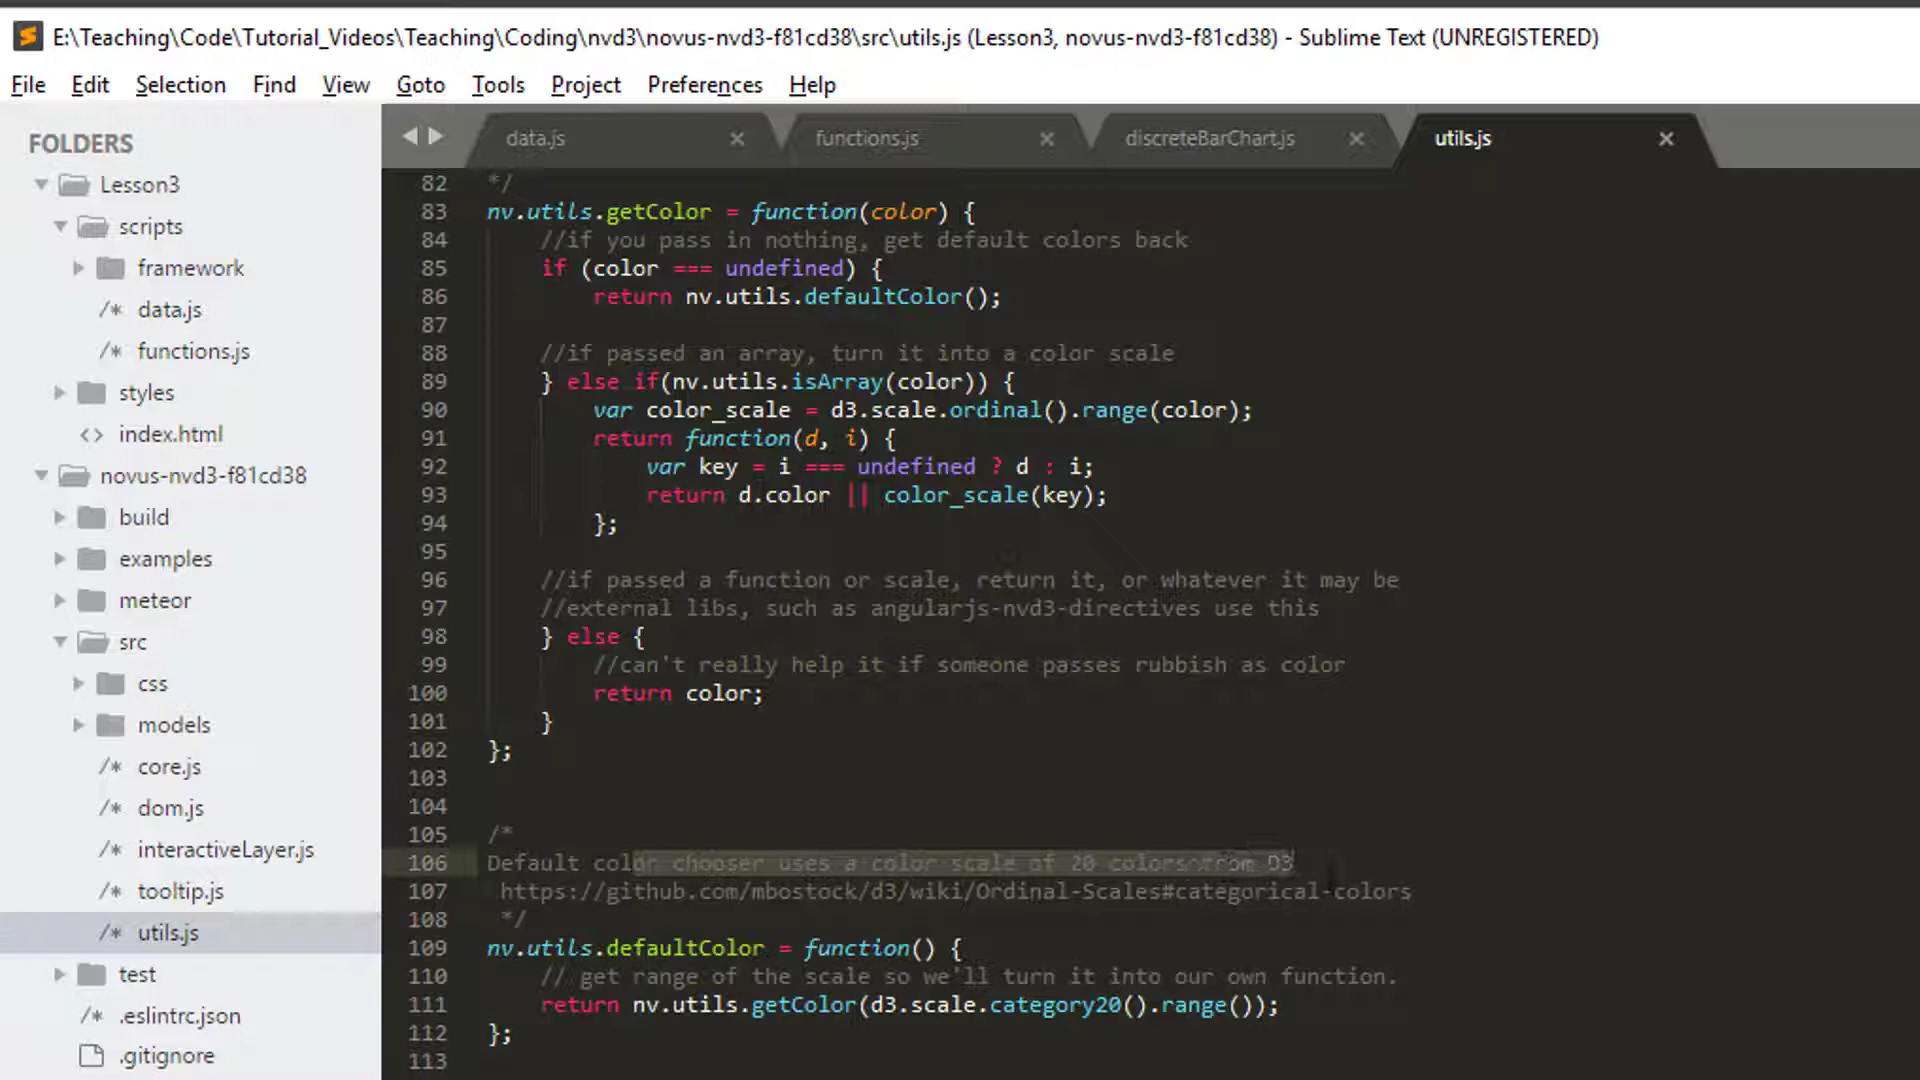 E:\Teaching\Code\Tutorial_Videos\Teaching\Coding\nvd3\novus-nvd3-f81cd38\src\utils.js (Lesson3, novus-nvd3-f81cd38) - Sublime Text (UNREGISTERED)
File Edit Selection Find View Goto Tools Project Preferences Help
FOLDERS
Lesson3
scripts
framework
/* data.js
/* functions.js
styles
<> index.html
novus-nvd3-f81cd38
build
examples
meteor
src
css
models
/* core.js
/* dom.js
/* interactiveLayer.js
/* tooltip.js
/* utils.js
test
/* .eslintrc.json
.gitignore
data.js × functions.js × discreteBarChart.js × utils.js ×
82 */
83 nv.utils.getColor = function(color) {
84 //if you pass in nothing, get default colors back
85 if (color === undefined) {
86 return nv.utils.defaultColor();
87
88 //if passed an array, turn it into a color scale
89 } else if(nv.utils.isArray(color)) {
90 var color_scale = d3.scale.ordinal().range(color);
91 return function(d, i) {
92 var key = i === undefined ? d : i;
93 return d.color || color_scale(key);
94 };
95
96 //if passed a function or scale, return it, or whatever it may be
97 //external libs, such as angularjs-nvd3-directives use this
98 } else {
99 //can't really help it if someone passes rubbish as color
100 return color;
101 }
102 };
103
104
105 /*
106 Default color chooser uses a color scale of 20 colors from D3
107 https://github.com/mbostock/d3/wiki/Ordinal-Scales#categorical-colors
108 */
109 nv.utils.defaultColor = function() {
110 // get range of the scale so we'll turn it into our own function.
111 return nv.utils.getColor(d3.scale.category20().range());
112 };
113